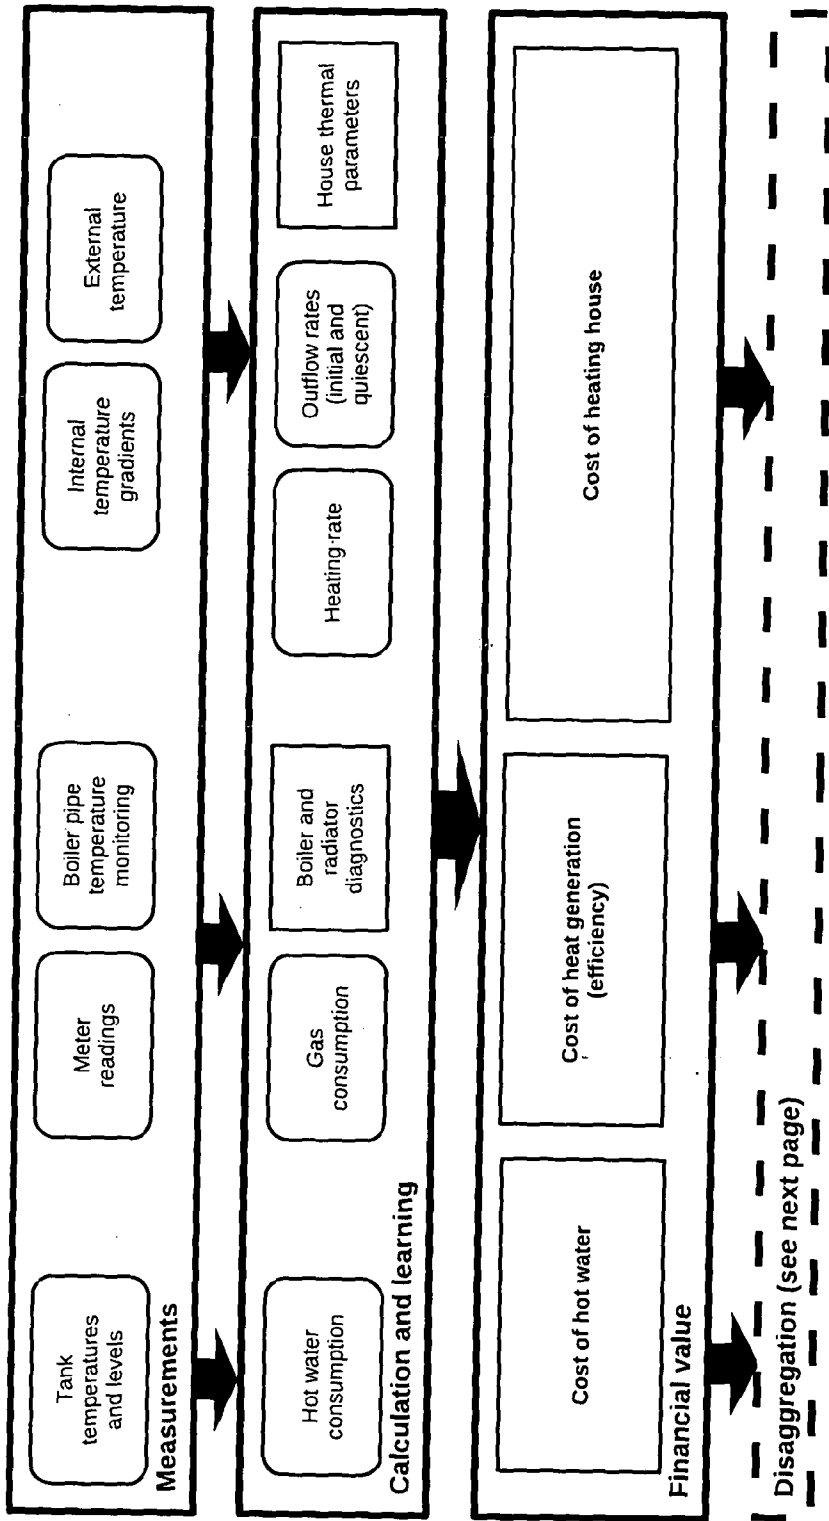 Tank
temperatures
and levels
Meter
readings
Boiler pipe
temperature
monitoring
Internal
temperature
gradients
External
temperature
Measurements
Hot water
consumption
Gas
consumption
Boiler and
radiator
diagnostics
Heating rate
Outflow rates
(initial and
quiescent)
House thermal
parameters
Calculation and learning
Cost of hot water
Cost of heat generation
(efficiency)
Cost of heating house
Financial value
Disaggregation (see next page)